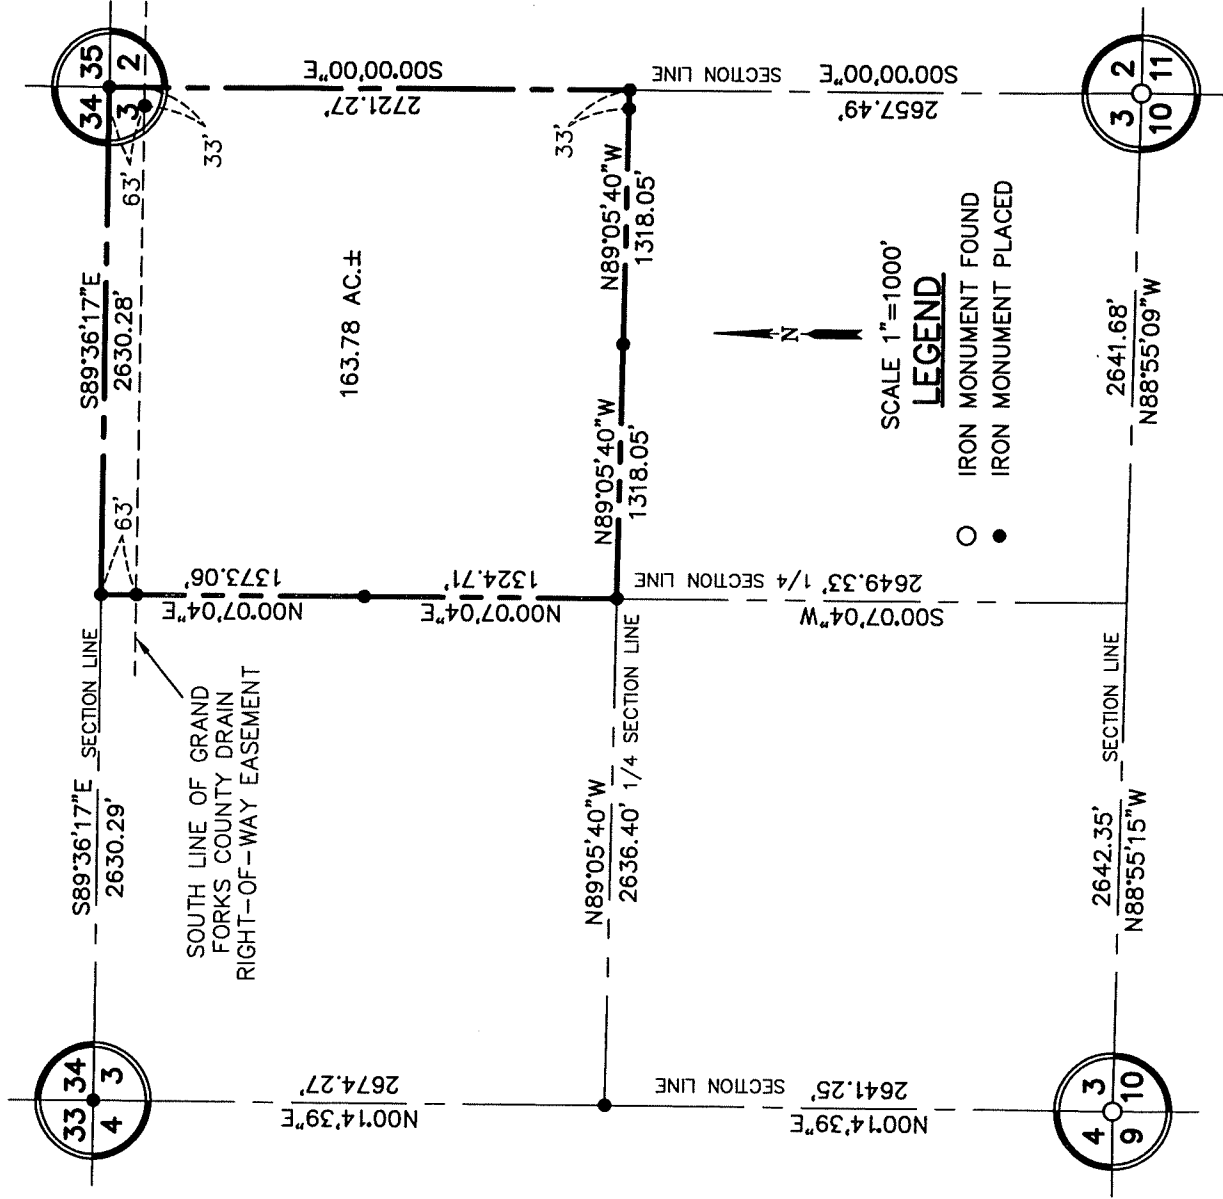 33 34
4 3
S89°36'17"E
2630.29'
SECTION LINE
S89°36'17"E
2630.28'
34 35
3 2
63'
63'
33'
SOUTH LINE OF GRAND
FORKS COUNTY DRAIN
RIGHT-OF-WAY EASEMENT
N00°14'39"E
2674.27'
N00°07'04"E
1373.06'
N00°07'04"E
1324.71'
163.78 AC.±
S00°00'00"E
2721.27'
33'
N89°05'40"W
2636.40'
1/4 SECTION LINE
N89°05'40"W
1318.05'
N89°05'40"W
1318.05'
N00°14'39"E
2641.25'
SECTION LINE
S00°07'04"W
2649.33'
1/4 SECTION LINE
S00°00'00"E
2657.49'
SECTION LINE
N
SCALE 1"=1000'
LEGEND
IRON MONUMENT FOUND
IRON MONUMENT PLACED
4 3
9 10
2642.35'
N88°55'15"W
SECTION LINE
2641.68'
N88°55'09"W
3 2
10 11